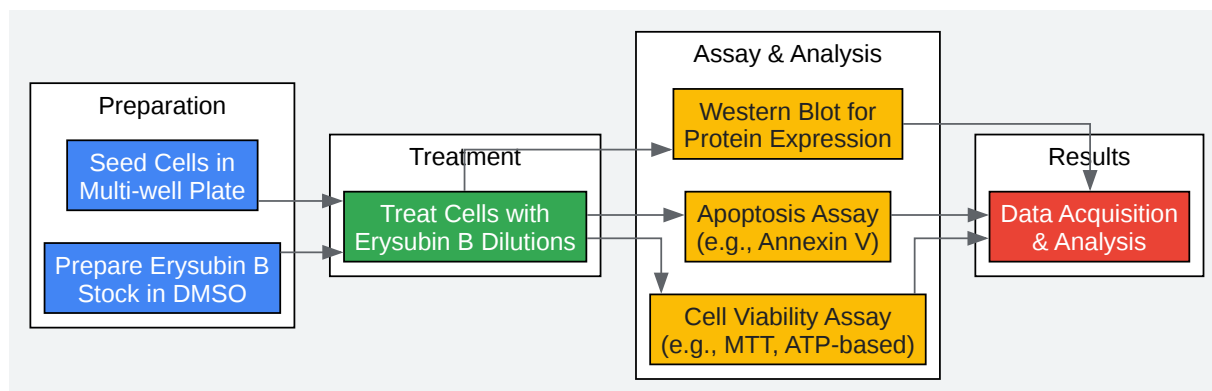 Preparation
Seed Cells in
Multi-well Plate
Prepare Erysubin B
Stock in DMSO
Treatment
Treat Cells with
Erysubin B Dilutions
Assay & Analysis
Western Blot for
Protein Expression
Apoptosis Assay
(e.g., Annexin V)
Cell Viability Assay
(e.g., MTT, ATP-based)
Results
Data Acquisition
& Analysis